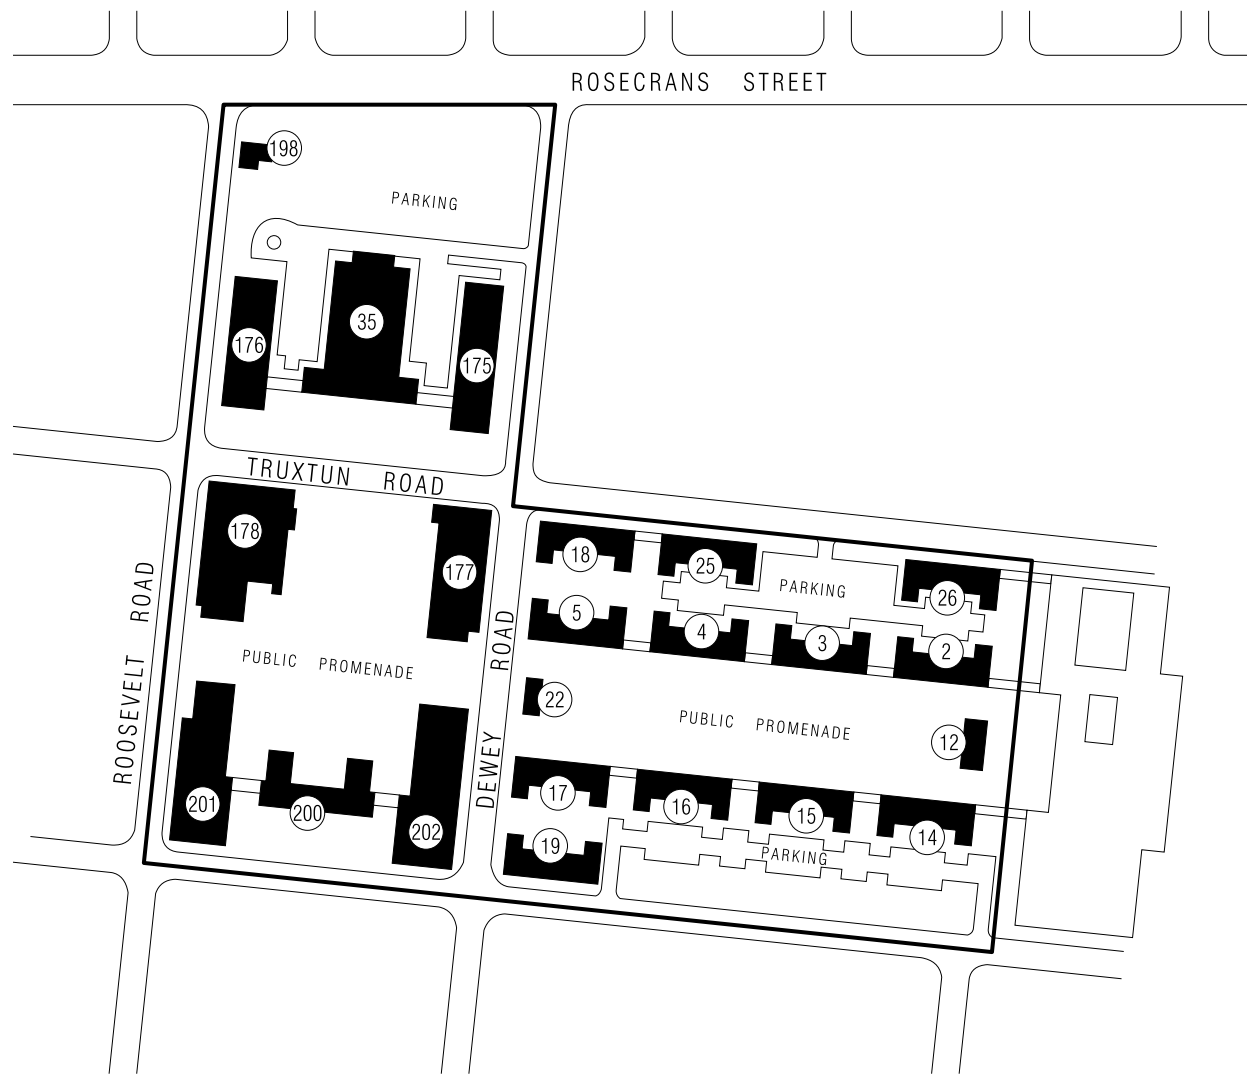 ROSECRANS STREET
198
PARKING
35
176
175
TRUXTUN ROAD
178
177
18
25
PARKING
26
5
4
3
2
ROOSEVELT ROAD
PUBLIC PROMENADE
DEWEY ROAD
22
PUBLIC PROMENADE
12
201
200
202
17
16
15
14
19
PARKING